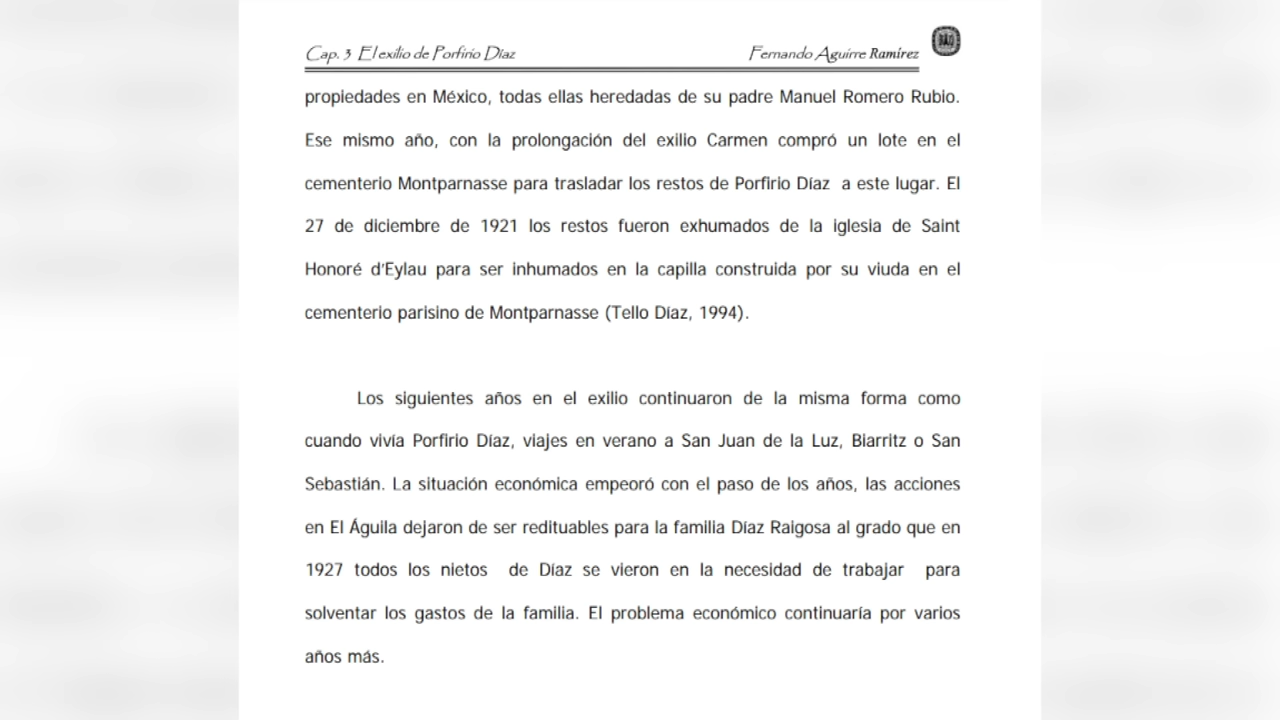 Cap. 3 El exilio de Porfirio Díaz Fernando Aguirre Ramírez
propiedades en México, todas ellas heredadas de su padre Manuel Romero Rubio.
Ese mismo año, con la prolongación del exilio Carmen compró un lote en el
cementerio Montparnasse para trasladar los restos de Porfirio Díaz a este lugar. El
27 de diciembre de 1921 los restos fueron exhumados de la iglesia de Saint
Honoré d'Eylau para ser inhumados en la capilla construida por su viuda en el
cementerio parisino de Montparnasse (Tello Díaz, 1994).
Los siguientes años en el exilio continuaron de la misma forma como
cuando vivía Porfirio Díaz, viajes en verano a San Juan de la Luz, Biarritz o San
Sebastián. La situación económica empeoró con el paso de los años, las acciones
en El Águila dejaron de ser redituables para la familia Díaz Raigosa al grado que en
1927 todos los nietos de Díaz se vieron en la necesidad de trabajar para
solventar los gastos de la familia. El problema económico continuaría por varios
años más.